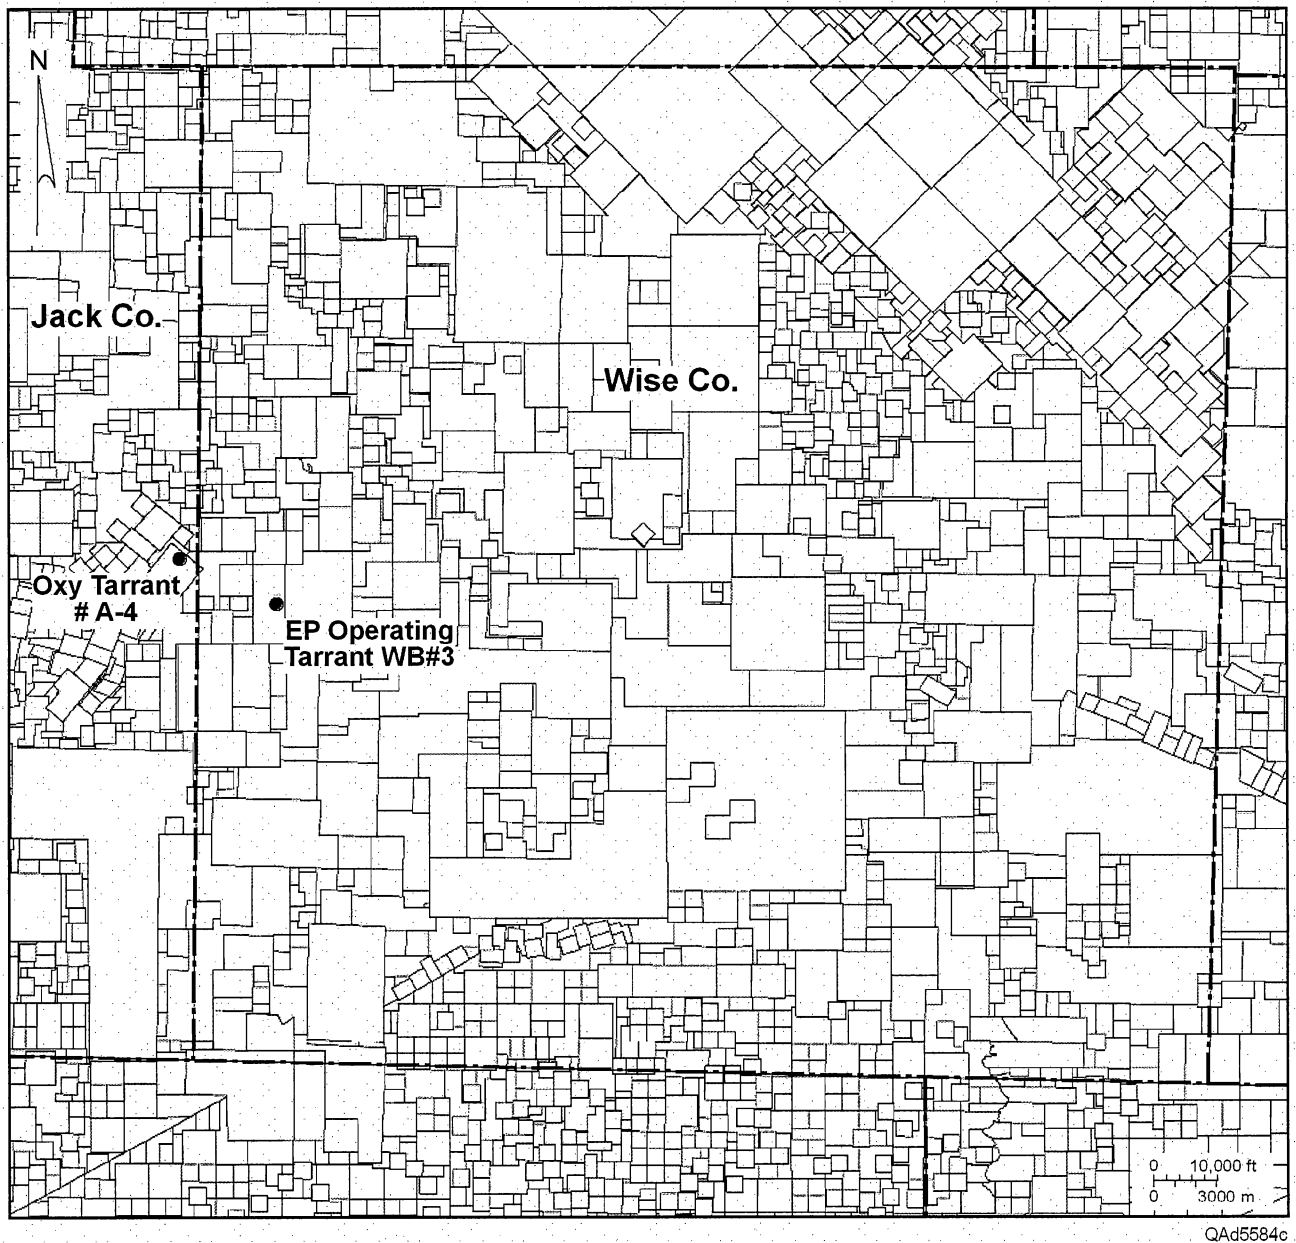 N
Jack Co.
Wise Co.
Oxy Tarrant
# A-4
EP Operating
Tarrant WB#3
0 10,000 ft
0 3000 m
QAd5584c